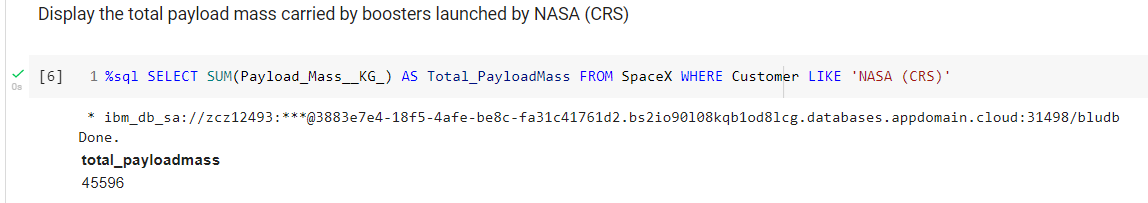 Display the total payload mass carried by boosters launched by NASA (CRS)
[6] 1 %sql SELECT SUM(Payload_Mass__KG_) AS Total_PayloadMass FROM SpaceX WHERE Customer LIKE 'NASA (CRS)'
0s
* ibm_db_sa://zcz12493:***@3883e7e4-18f5-4afe-be8c-fa31c41761d2.bs2io90l08kqb1od8lcg.databases.appdomain.cloud:31498/bludb
Done.
total_payloadmass
45596